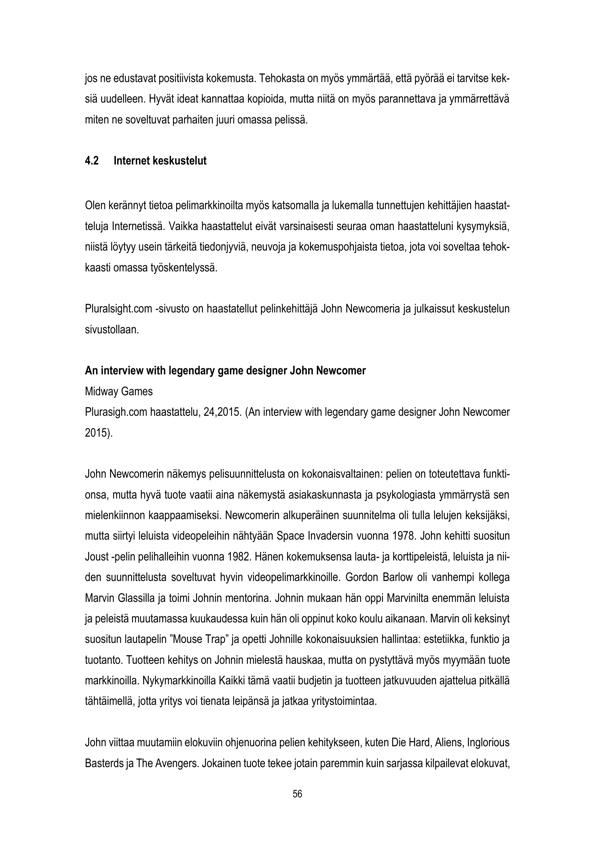 jos ne edustavat positiivista kokemusta. Tehokasta on myös ymmärtää, että pyörää ei tarvitse kek-
siä uudelleen. Hyvät ideat kannattaa kopioida, mutta niitä on myös parannettava ja ymmärrettävä
miten ne soveltuvat parhaiten juuri omassa pelissä.
4.2 Internet keskustelut
Olen kerännyt tietoa pelimarkkinoilta myös katsomalla ja lukemalla tunnettujen kehittäjien haastat-
teluja Internetissä. Vaikka haastattelut eivät varsinaisesti seuraa oman haastatteluni kysymyksiä,
niistä löytyy usein tärkeitä tiedonjyviä, neuvoja ja kokemuspohjaista tietoa, jota voi soveltaa tehok-
kaasti omassa työskentelyssä.
Pluralsight.com -sivusto on haastatellut pelinkehittäjä John Newcomeria ja julkaissut keskustelun
sivustollaan.
An interview with legendary game designer John Newcomer
Midway Games
Plurasigh.com haastattelu, 24,2015. (An interview with legendary game designer John Newcomer
2015).
John Newcomerin näkemys pelisuunnittelusta on kokonaisvaltainen: pelien on toteutettava funkti-
onsa, mutta hyvä tuote vaatii aina näkemystä asiakaskunnasta ja psykologiasta ymmärrystä sen
mielenkiinnon kaappaamiseksi. Newcomerin alkuperäinen suunnitelma oli tulla lelujen keksijäksi,
mutta siirtyi leluista videopeleihin nähtyään Space Invadersin vuonna 1978. John kehitti suositun
Joust -pelin pelihalleihin vuonna 1982. Hänen kokemuksensa lauta- ja korttipeleistä, leluista ja nii-
den suunnittelusta soveltuvat hyvin videopelimarkkinoille. Gordon Barlow oli vanhempi kollega
Marvin Glassilla ja toimi Johnin mentorina. Johnin mukaan hän oppi Marvinilta enemmän leluista
ja peleistä muutamassa kuukaudessa kuin hän oli oppinut koko koulu aikanaan. Marvin oli keksinyt
suositun lautapelin ”Mouse Trap” ja opetti Johnille kokonaisuuksien hallintaa: estetiikka, funktio ja
tuotanto. Tuotteen kehitys on Johnin mielestä hauskaa, mutta on pystyttävä myös myymään tuote
markkinoilla. Nykymarkkinoilla Kaikki tämä vaatii budjetin ja tuotteen jatkuvuuden ajattelua pitkällä
tähtäimellä, jotta yritys voi tienata leipänsä ja jatkaa yritystoimintaa.
John viittaa muutamiin elokuviin ohjenuorina pelien kehitykseen, kuten Die Hard, Aliens, Inglorious
Basterds ja The Avengers. Jokainen tuote tekee jotain paremmin kuin sarjassa kilpailevat elokuvat,
56